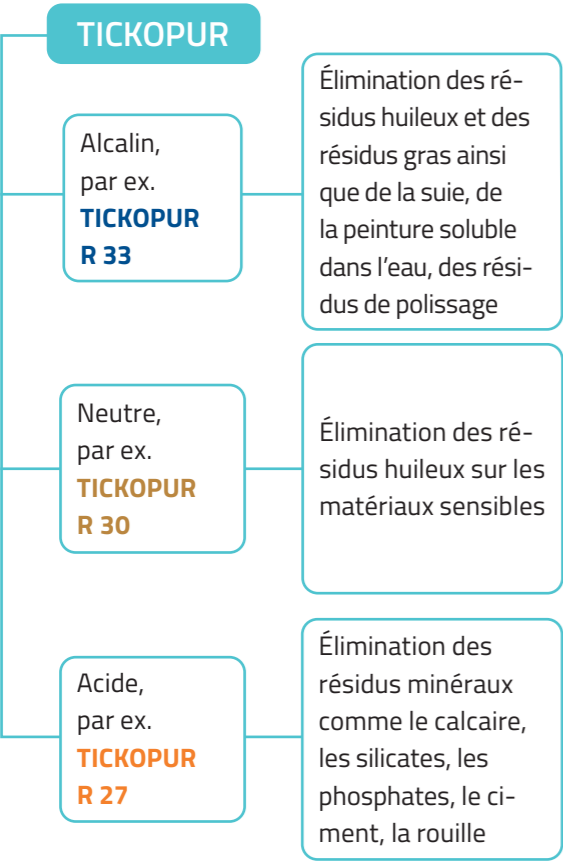 TICKOPUR
Alcalin,
par ex.
TICKOPUR
R 33
Élimination des ré-
sidus huileux et des
résidus gras ainsi
que de la suie, de
la peinture soluble
dans l’eau, des rési-
dus de polissage
Neutre,
par ex.
TICKOPUR
R 30
Élimination des ré-
sidus huileux sur les
matériaux sensibles
Acide,
par ex.
TICKOPUR
R 27
Élimination des
résidus minéraux
comme le calcaire,
les silicates, les
phosphates, le ci-
ment, la rouille